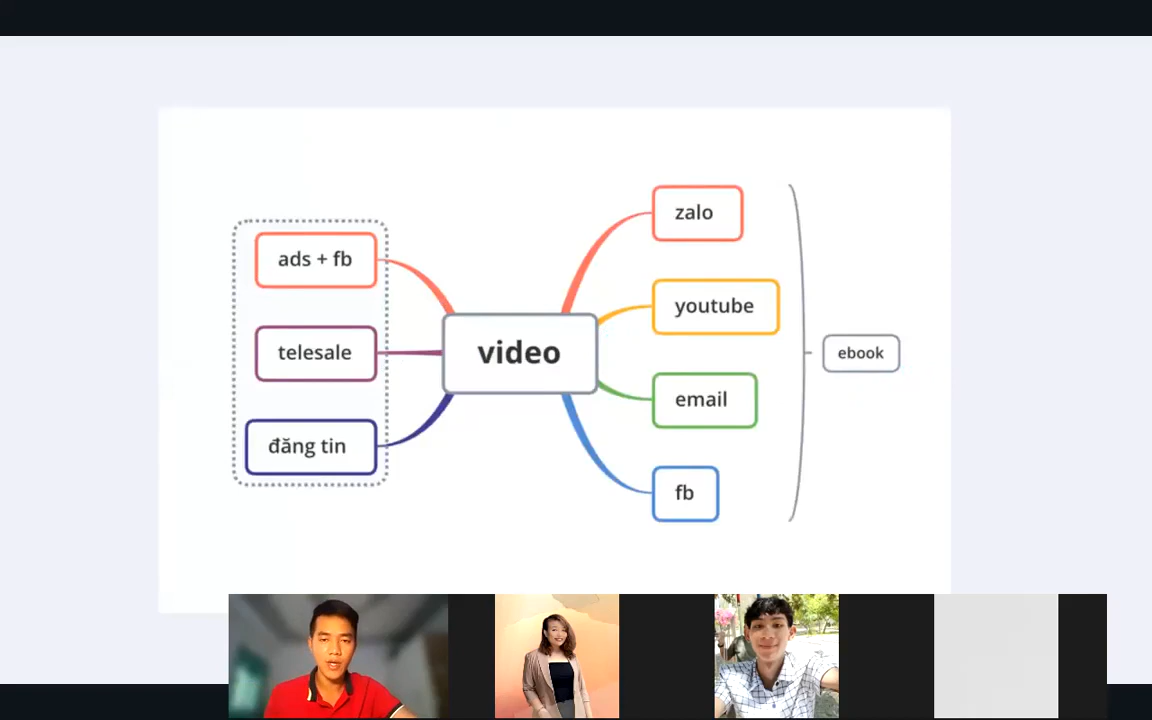 ads + fb
telesale
đăng tin
video
zalo
youtube
email
fb
ebook